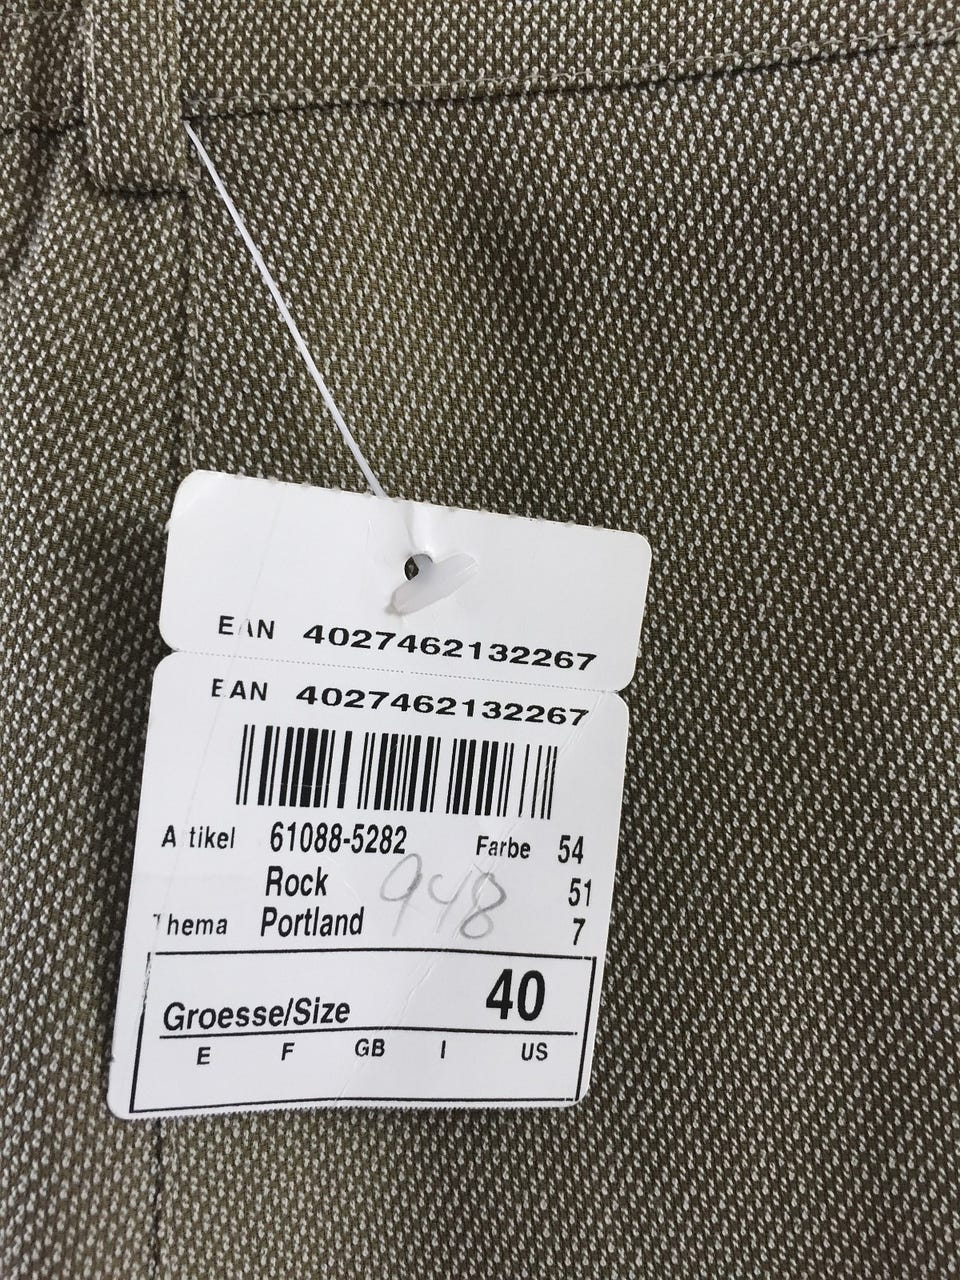 EAN 4027462132267
EAN 4027462132267
Artikel 61088-5282 Farbe 54
Rock 948 51
Thema Portland 7
Groesse/Size 40
E F GB I US